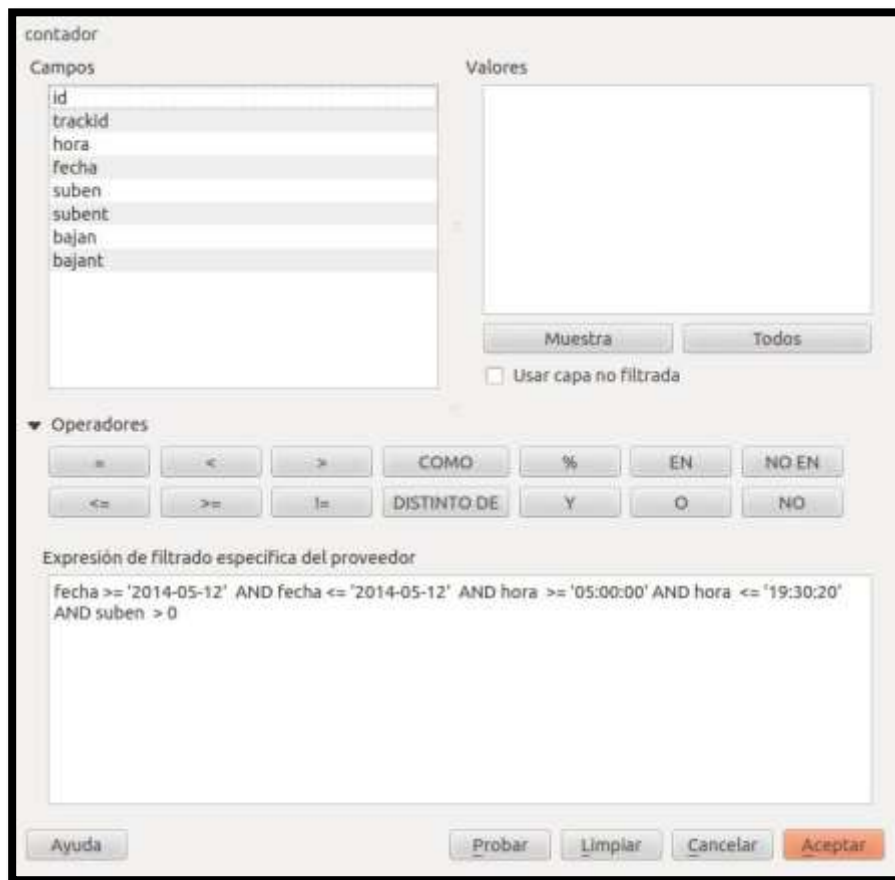 contador
Campos
Valores
id
trackid
hora
fecha
suben
subent
bajan
bajant
Muestra
Todos
Usar capa no filtrada
Operadores
= < > COMO % EN NO EN
<= >= != DISTINTO DE Y O NO
Expresión de filtrado específica del proveedor
fecha >= '2014-05-12' AND fecha <= '2014-05-12' AND hora >= '05:00:00' AND hora <= '19:30:20'
AND suben > 0
Ayuda
Probar
Limpiar
Cancelar
Aceptar